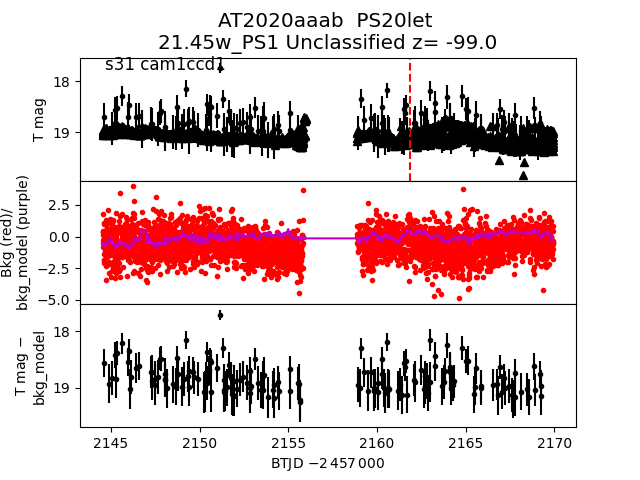 AT2020aaab  PS20let
21.45w_PS1 Unclassified z= -99.0
s31 cam1ccd1
T mag
18
19
Bkg (red)/
bkg_model (purple)
2.5
0.0
−2.5
−5.0
T mag −
bkg_model
18
19
2145
2150
2155
2160
2165
2170
BTJD −2 457 000